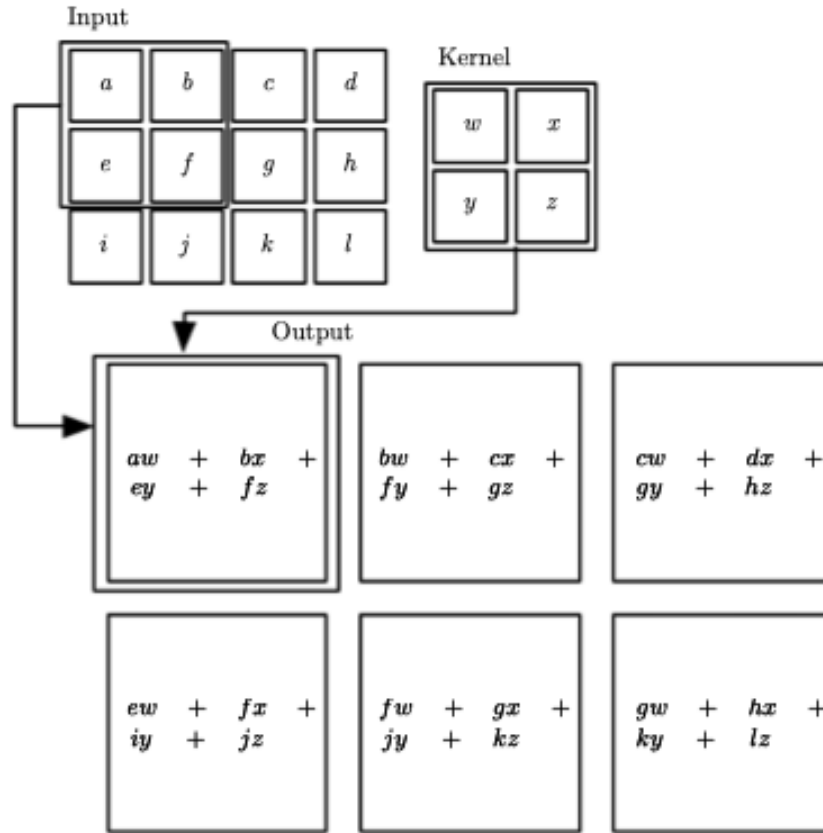 Input
a b c d
e f g h
i j k l
Kernel
w x
y z
Output
aw + bx +
ey + fz
bw + cx +
fy + gz
cw + dx +
gy + hz
ew + fx +
iy + jz
fw + gx +
jy + kz
gw + hx +
ky + lz